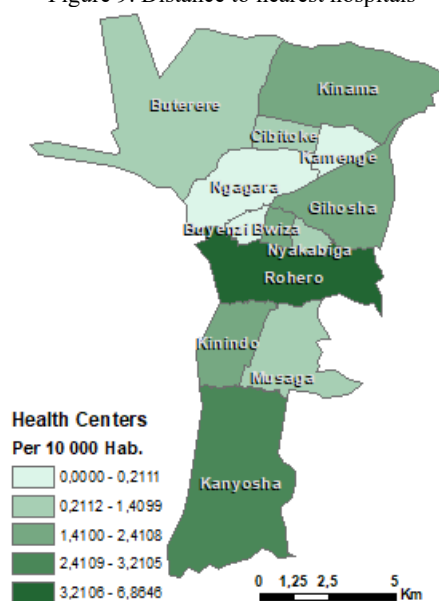 Figure 9. Distance to nearest hospitals
Kinama
Buterere
Cibitoke
Kamenge
Ngagara
Gihosha
Buyenzi Bwiza
Nyakabiga
Rohero
Kinindo
Musaga
Kanyosha
Health Centers
Per 10 000 Hab.
0,0000 - 0,2111
0,2112 - 1,4099
1,4100 - 2,4108
2,4109 - 3,2105
3,2106 - 6,8646
0 1,25 2,5 5
Km